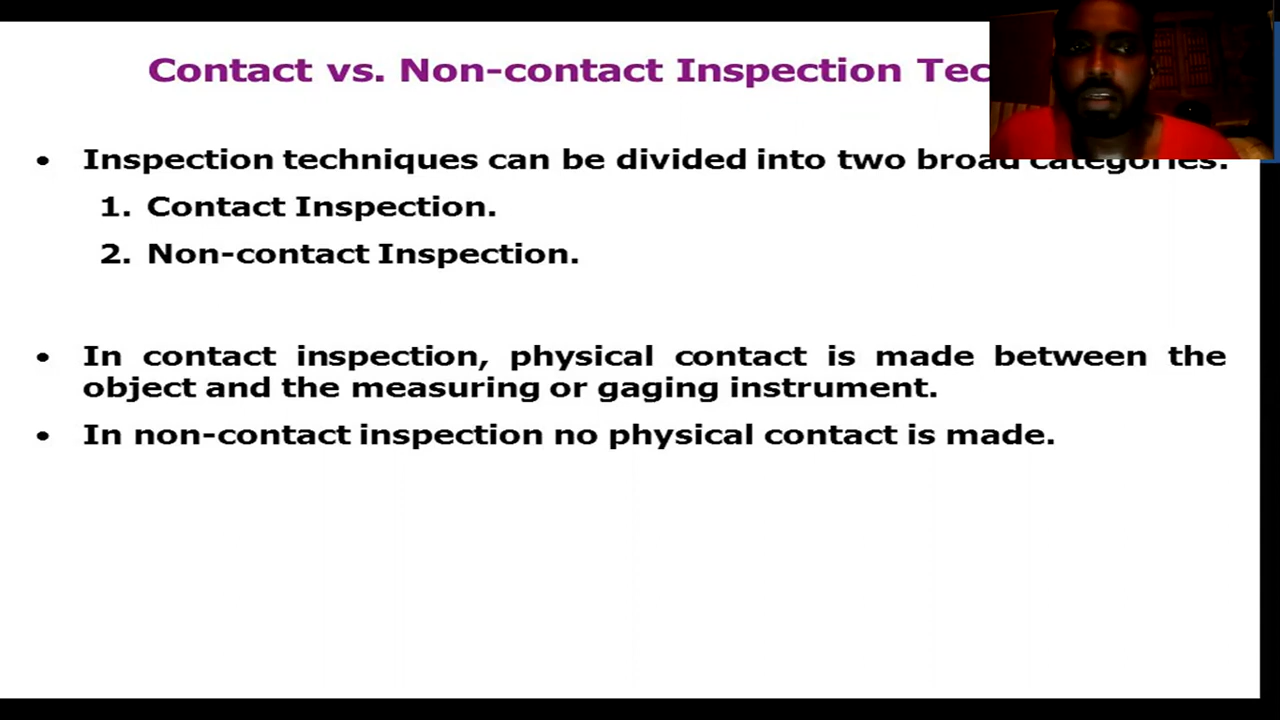 Contact vs. Non-contact Inspection
• Inspection techniques can be divided into two broad categories.
1. Contact Inspection.
2. Non-contact Inspection.
• In contact inspection, physical contact is made between the
object and the measuring or gaging instrument.
• In non-contact inspection no physical contact is made.